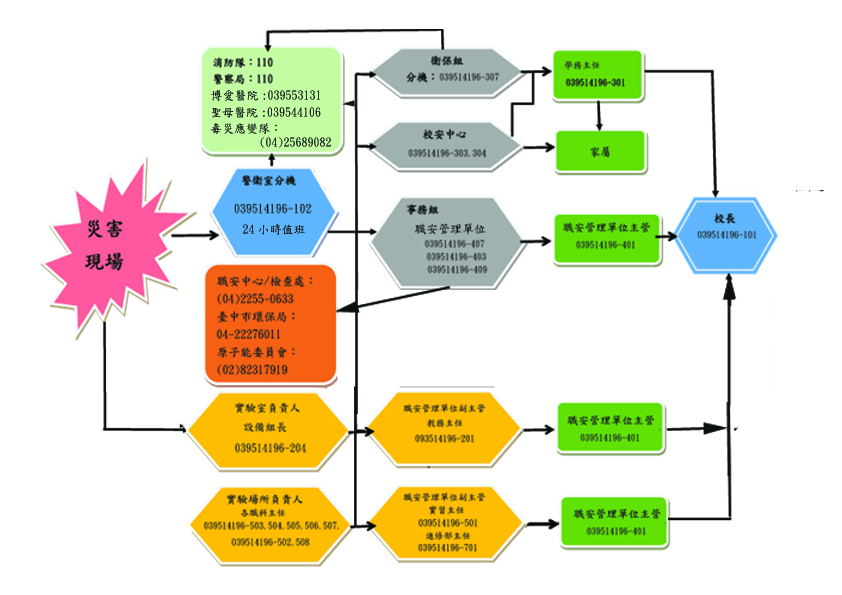 消防隊：110
警察局：110
博愛醫院：039553131
聖母醫院：039544106
毒災應變隊：
(04)25689082
衛保組
分機：039514196-307
學務主任
039514196-301
校安中心
039514196-303.304
家屬
災害
現場
警衛室分機
039514196-102
24 小時值班
事務組
職安管理單位
039514196-407
039514196-403
039514196-409
職安管理單位主管
039514196-401
校長
039514196-101
職安中心/檢查處：
(04)2255-0633
臺中市環保局：
04-22276011
原子能委員會：
(02)82317919
實驗室負責人
設備組長
039514196-204
職安管理單位副主管
教務主任
093514196-201
職安管理單位主管
039514196-401
實驗場所負責人
各職科主任
039514196-503.504.505.506.507.
039514196-502.508
職安管理單位副主管
實習主任
039514196-501
進修部主任
039514196-701
職安管理單位主管
039514196-401